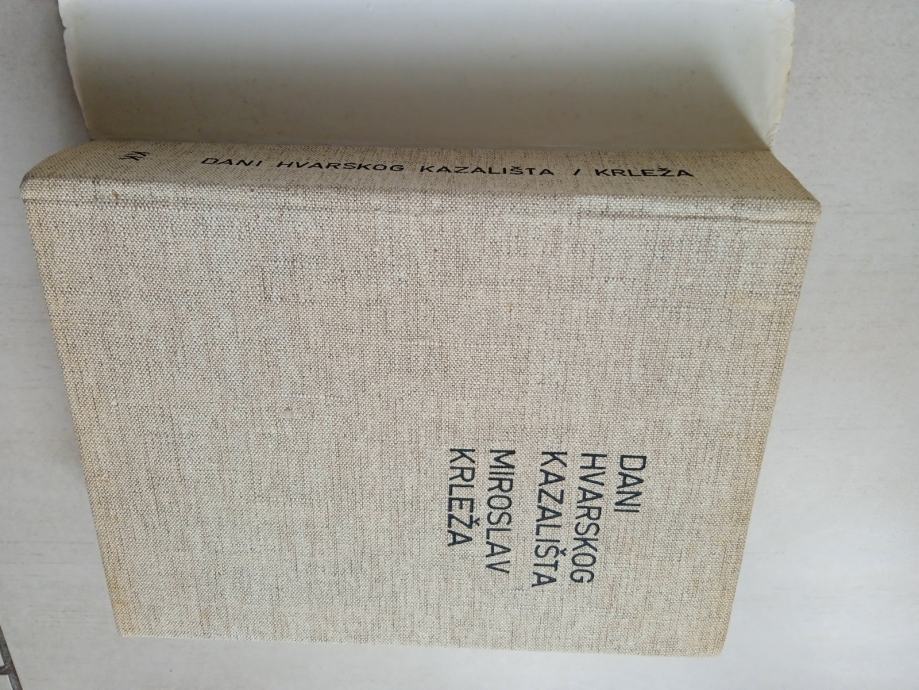 DANI HVARSKOG KAZALIŠTA / KRLEŽA
DANI
HVARSKOG
KAZALIŠTA
MIROSLAV
KRLEŽA